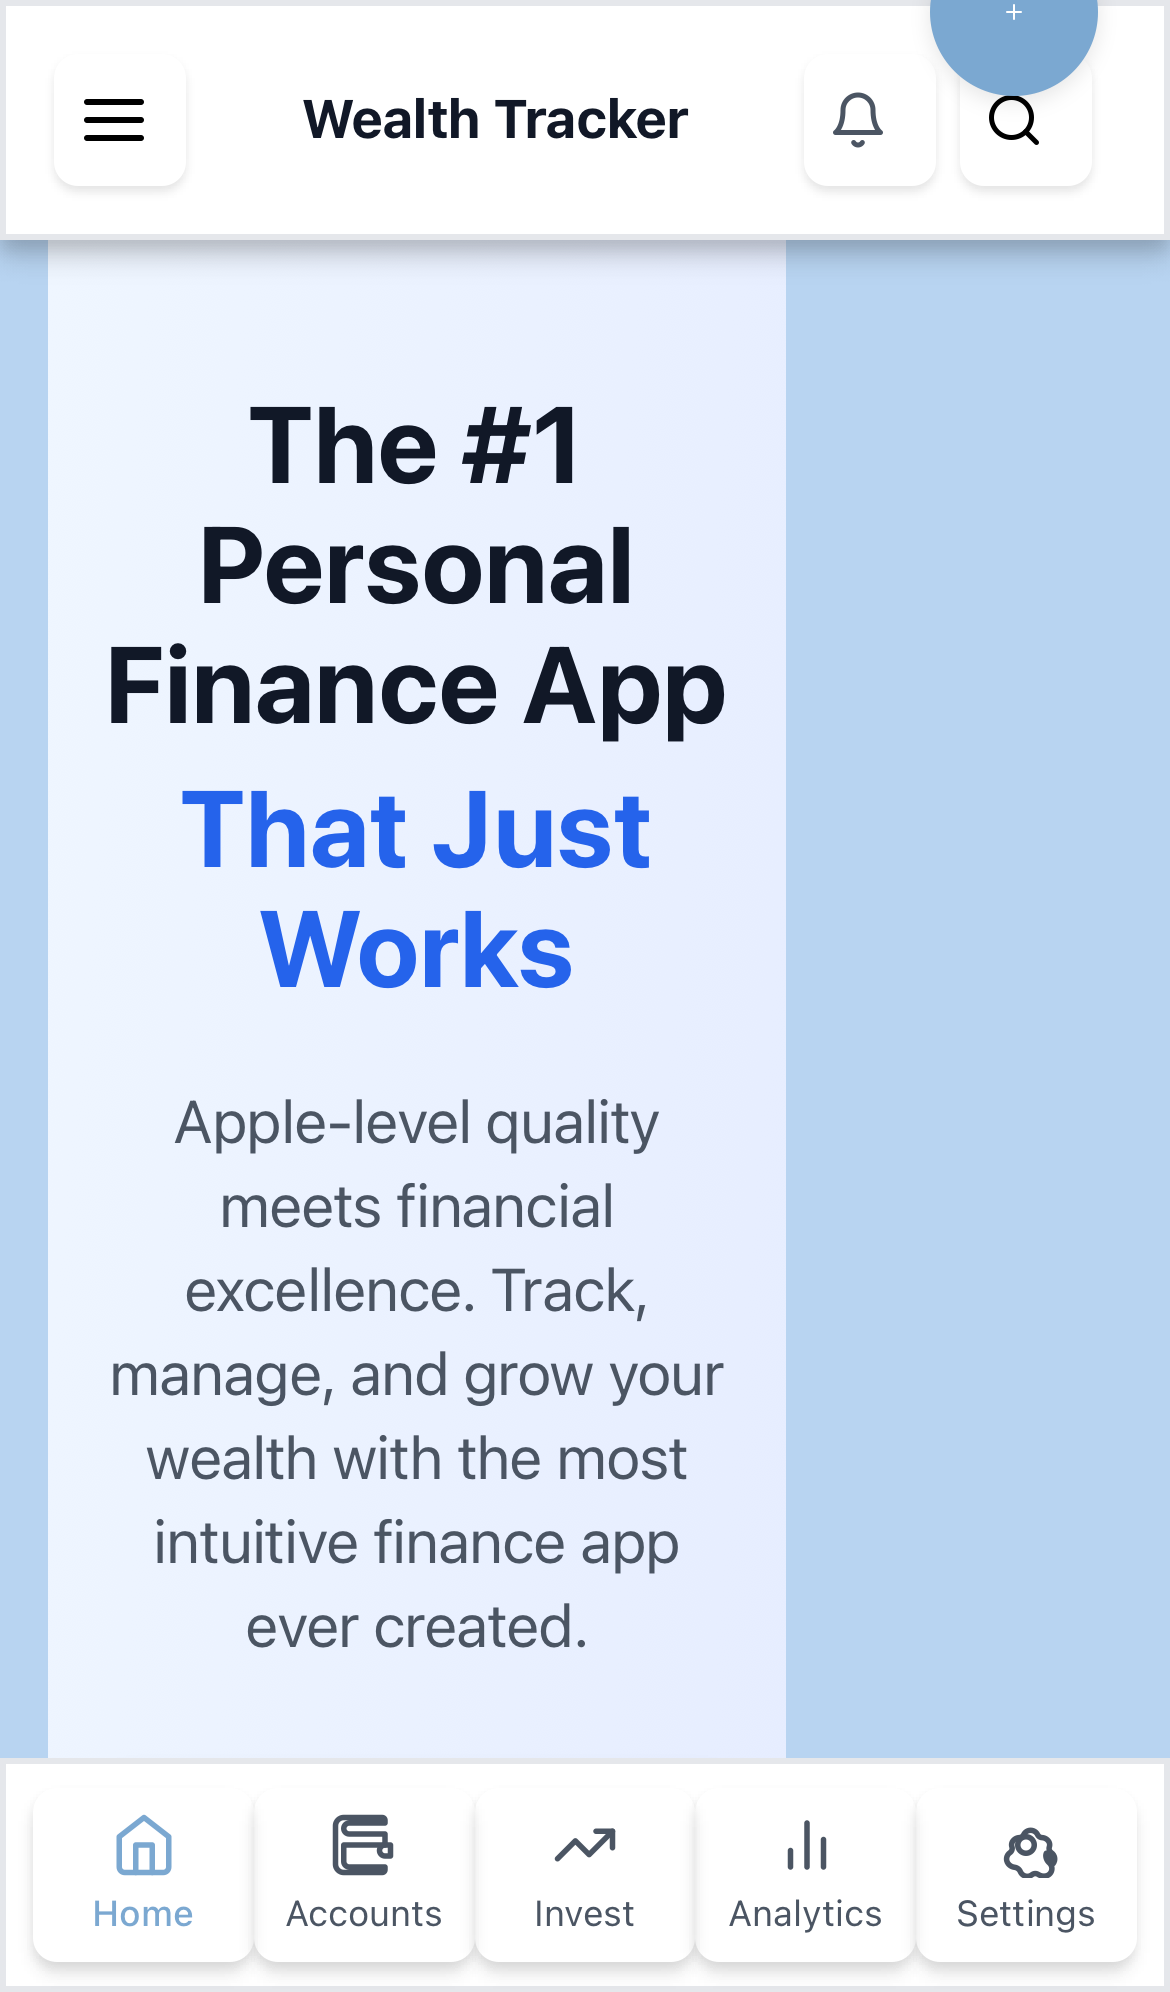 +
Wealth Tracker
The #1
Personal
Finance App
That Just
Works
Apple-level quality
meets financial
excellence. Track,
manage, and grow your
wealth with the most
intuitive finance app
ever created.
Home Accounts Invest Analytics Settings